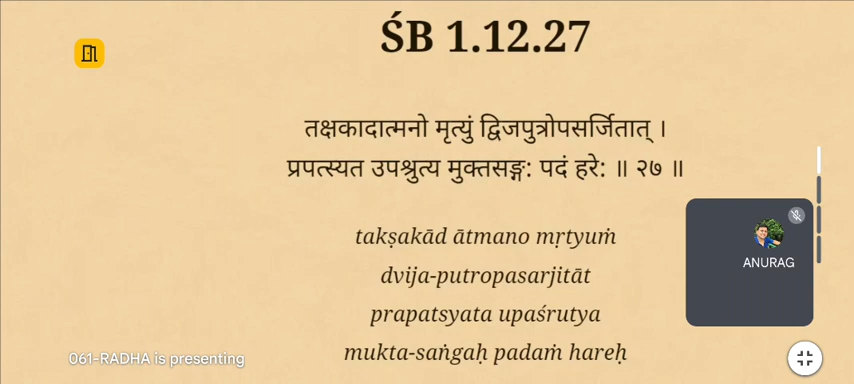 ŚB 1.12.27
तक्षकादात्मनो मृत्युं द्विजपुत्रोपसर्जितात् ।
प्रपत्स्यत उपश्रुत्य मुक्तसङ्ग: पदं हरे: ॥ २७ ॥
takṣakād ātmano mṛtyuṁ
dvija-putropasarjitāt
prapatsyata upaśrutya
mukta-saṅgaḥ padaṁ hareḥ
ANURAG
061-RADHA is presenting